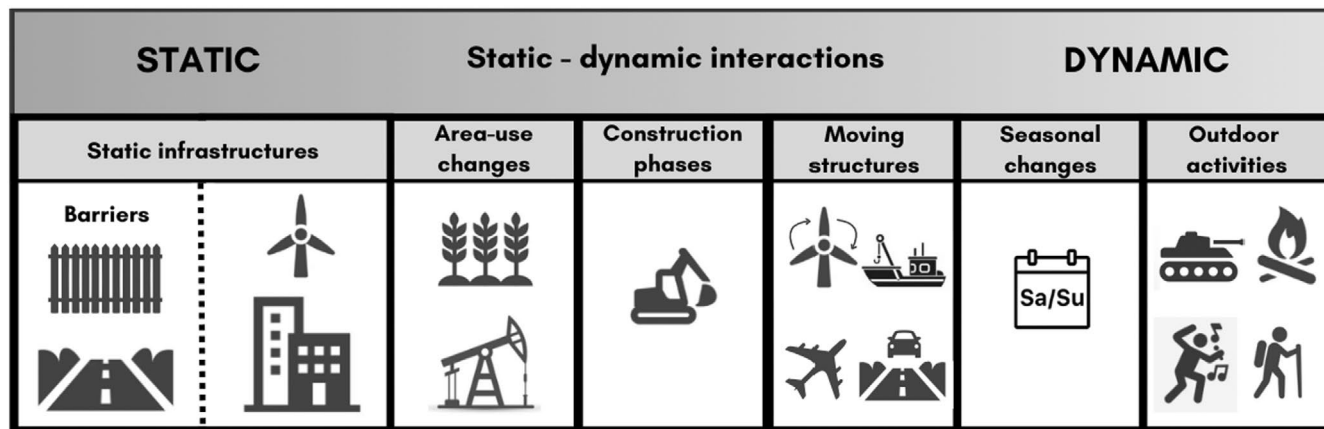 STATIC
Static - dynamic interactions
DYNAMIC
Static infrastructures
Area-use
changes
Construction
phases
Moving
structures
Seasonal
changes
Outdoor
activities
Barriers
Sa/Su